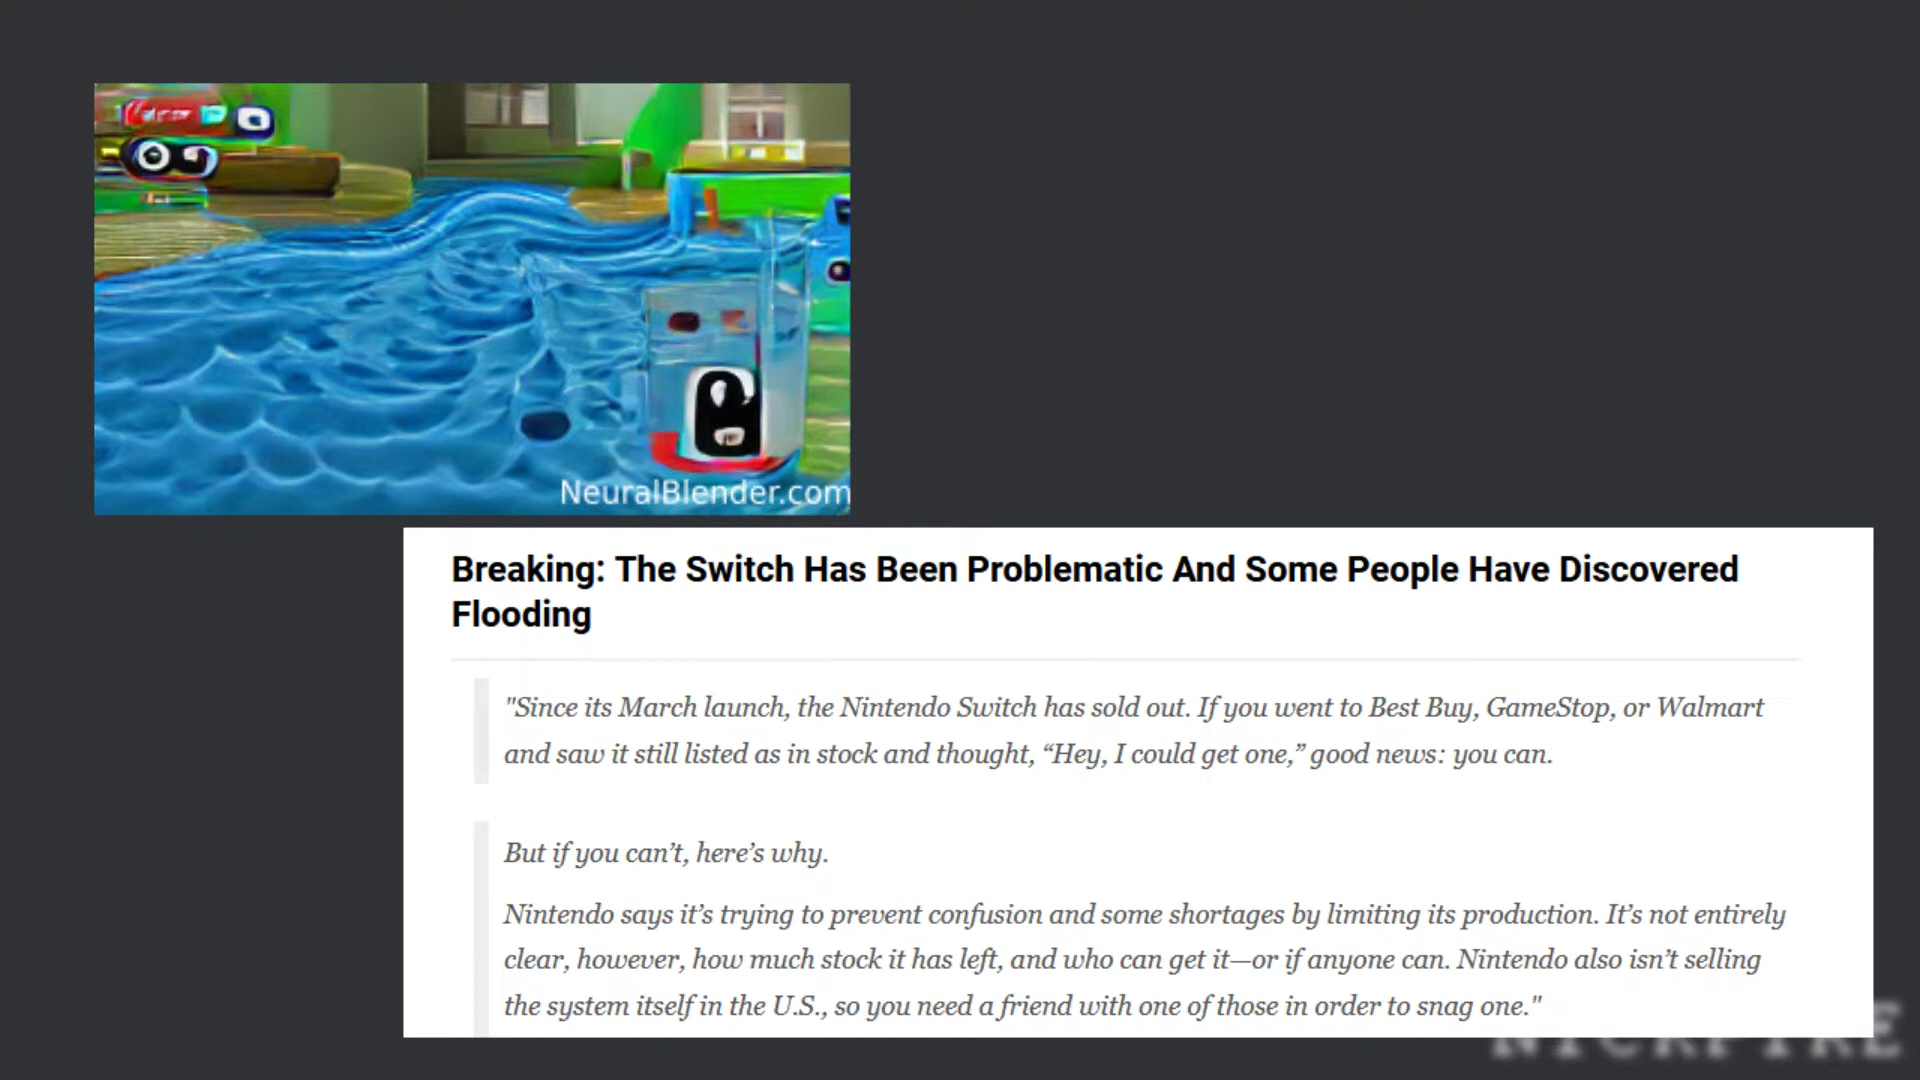 NeuralBlender.com
Breaking: The Switch Has Been Problematic And Some People Have Discovered
Flooding
"Since its March launch, the Nintendo Switch has sold out. If you went to Best Buy, GameStop, or Walmart
and saw it still listed as in stock and thought, “Hey, I could get one,” good news: you can.
But if you can’t, here’s why.
Nintendo says it’s trying to prevent confusion and some shortages by limiting its production. It’s not entirely
clear, however, how much stock it has left, and who can get it—or if anyone can. Nintendo also isn’t selling
the system itself in the U.S., so you need a friend with one of those in order to snag one."